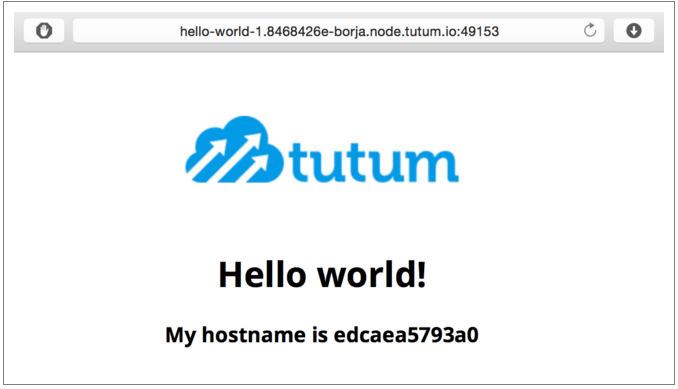 hello-world-1.8468426e-borja.node.tutum.io:49153
tutum
Hello world!
My hostname is edcaea5793a0